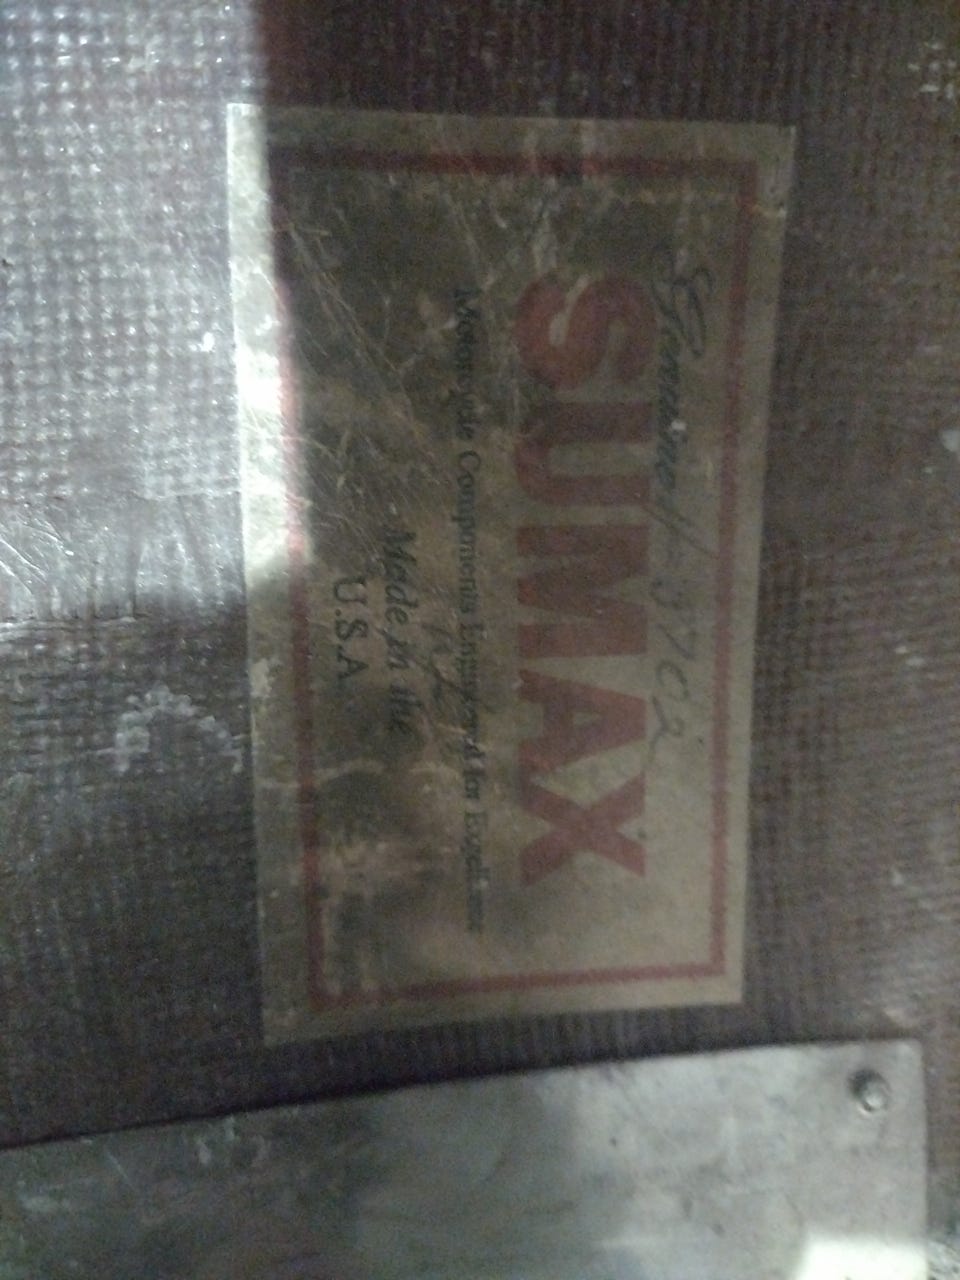 Genuine
SUMAX
Motorcycle Components Engineered for Excellence
Made in the
U.S.A.